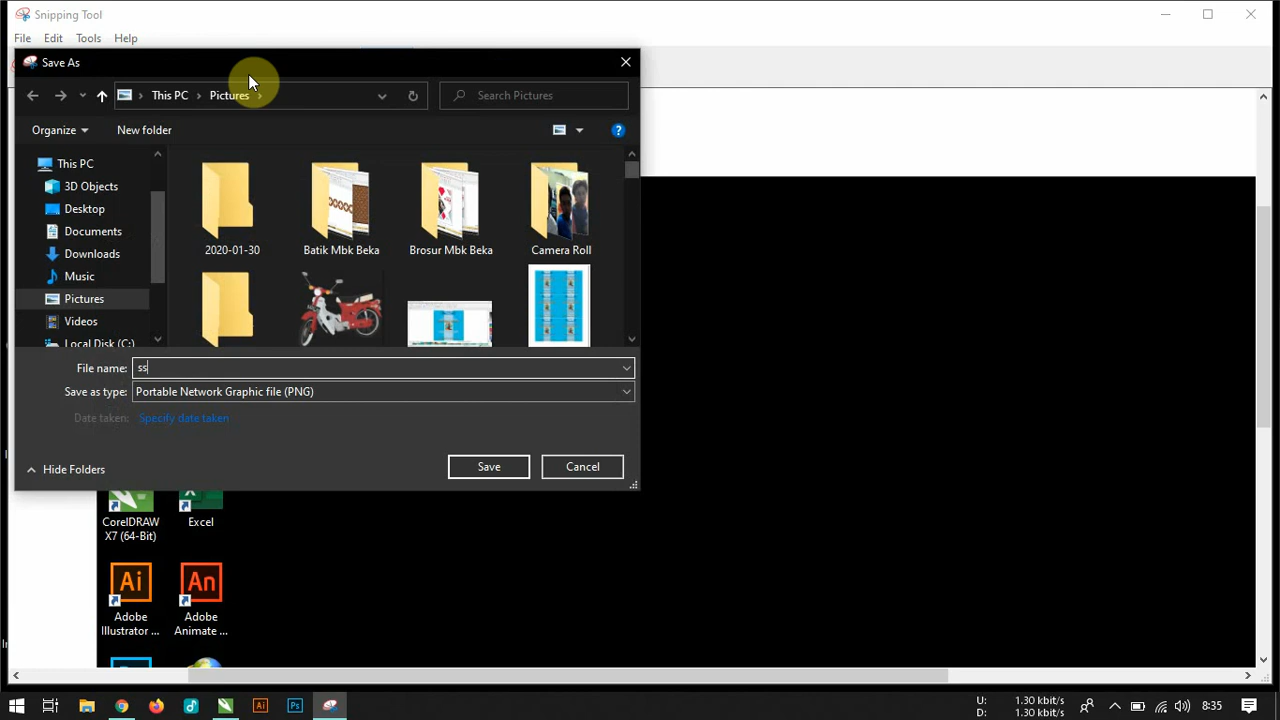 Snipping Tool
File Edit Tools Help
Save As
This PC Pictures
Search Pictures
Organize
New folder
This PC
3D Objects
Desktop
Documents
Downloads
Music
Pictures
Videos
Local Disk (C:)
2020-01-30
Batik Mbk Beka
Brosur Mbk Beka
Camera Roll
File name: ss
Save as type: Portable Network Graphic file (PNG)
Date taken: Specify date taken
Hide Folders
Save
Cancel
CorelDRAW
X7 (64-Bit)
Excel
Ai
An
Adobe
Illustrator ...
Adobe
Animate ...
Ai
Ps
U: 1.30 kbit/s
D: 1.30 kbit/s
8:35